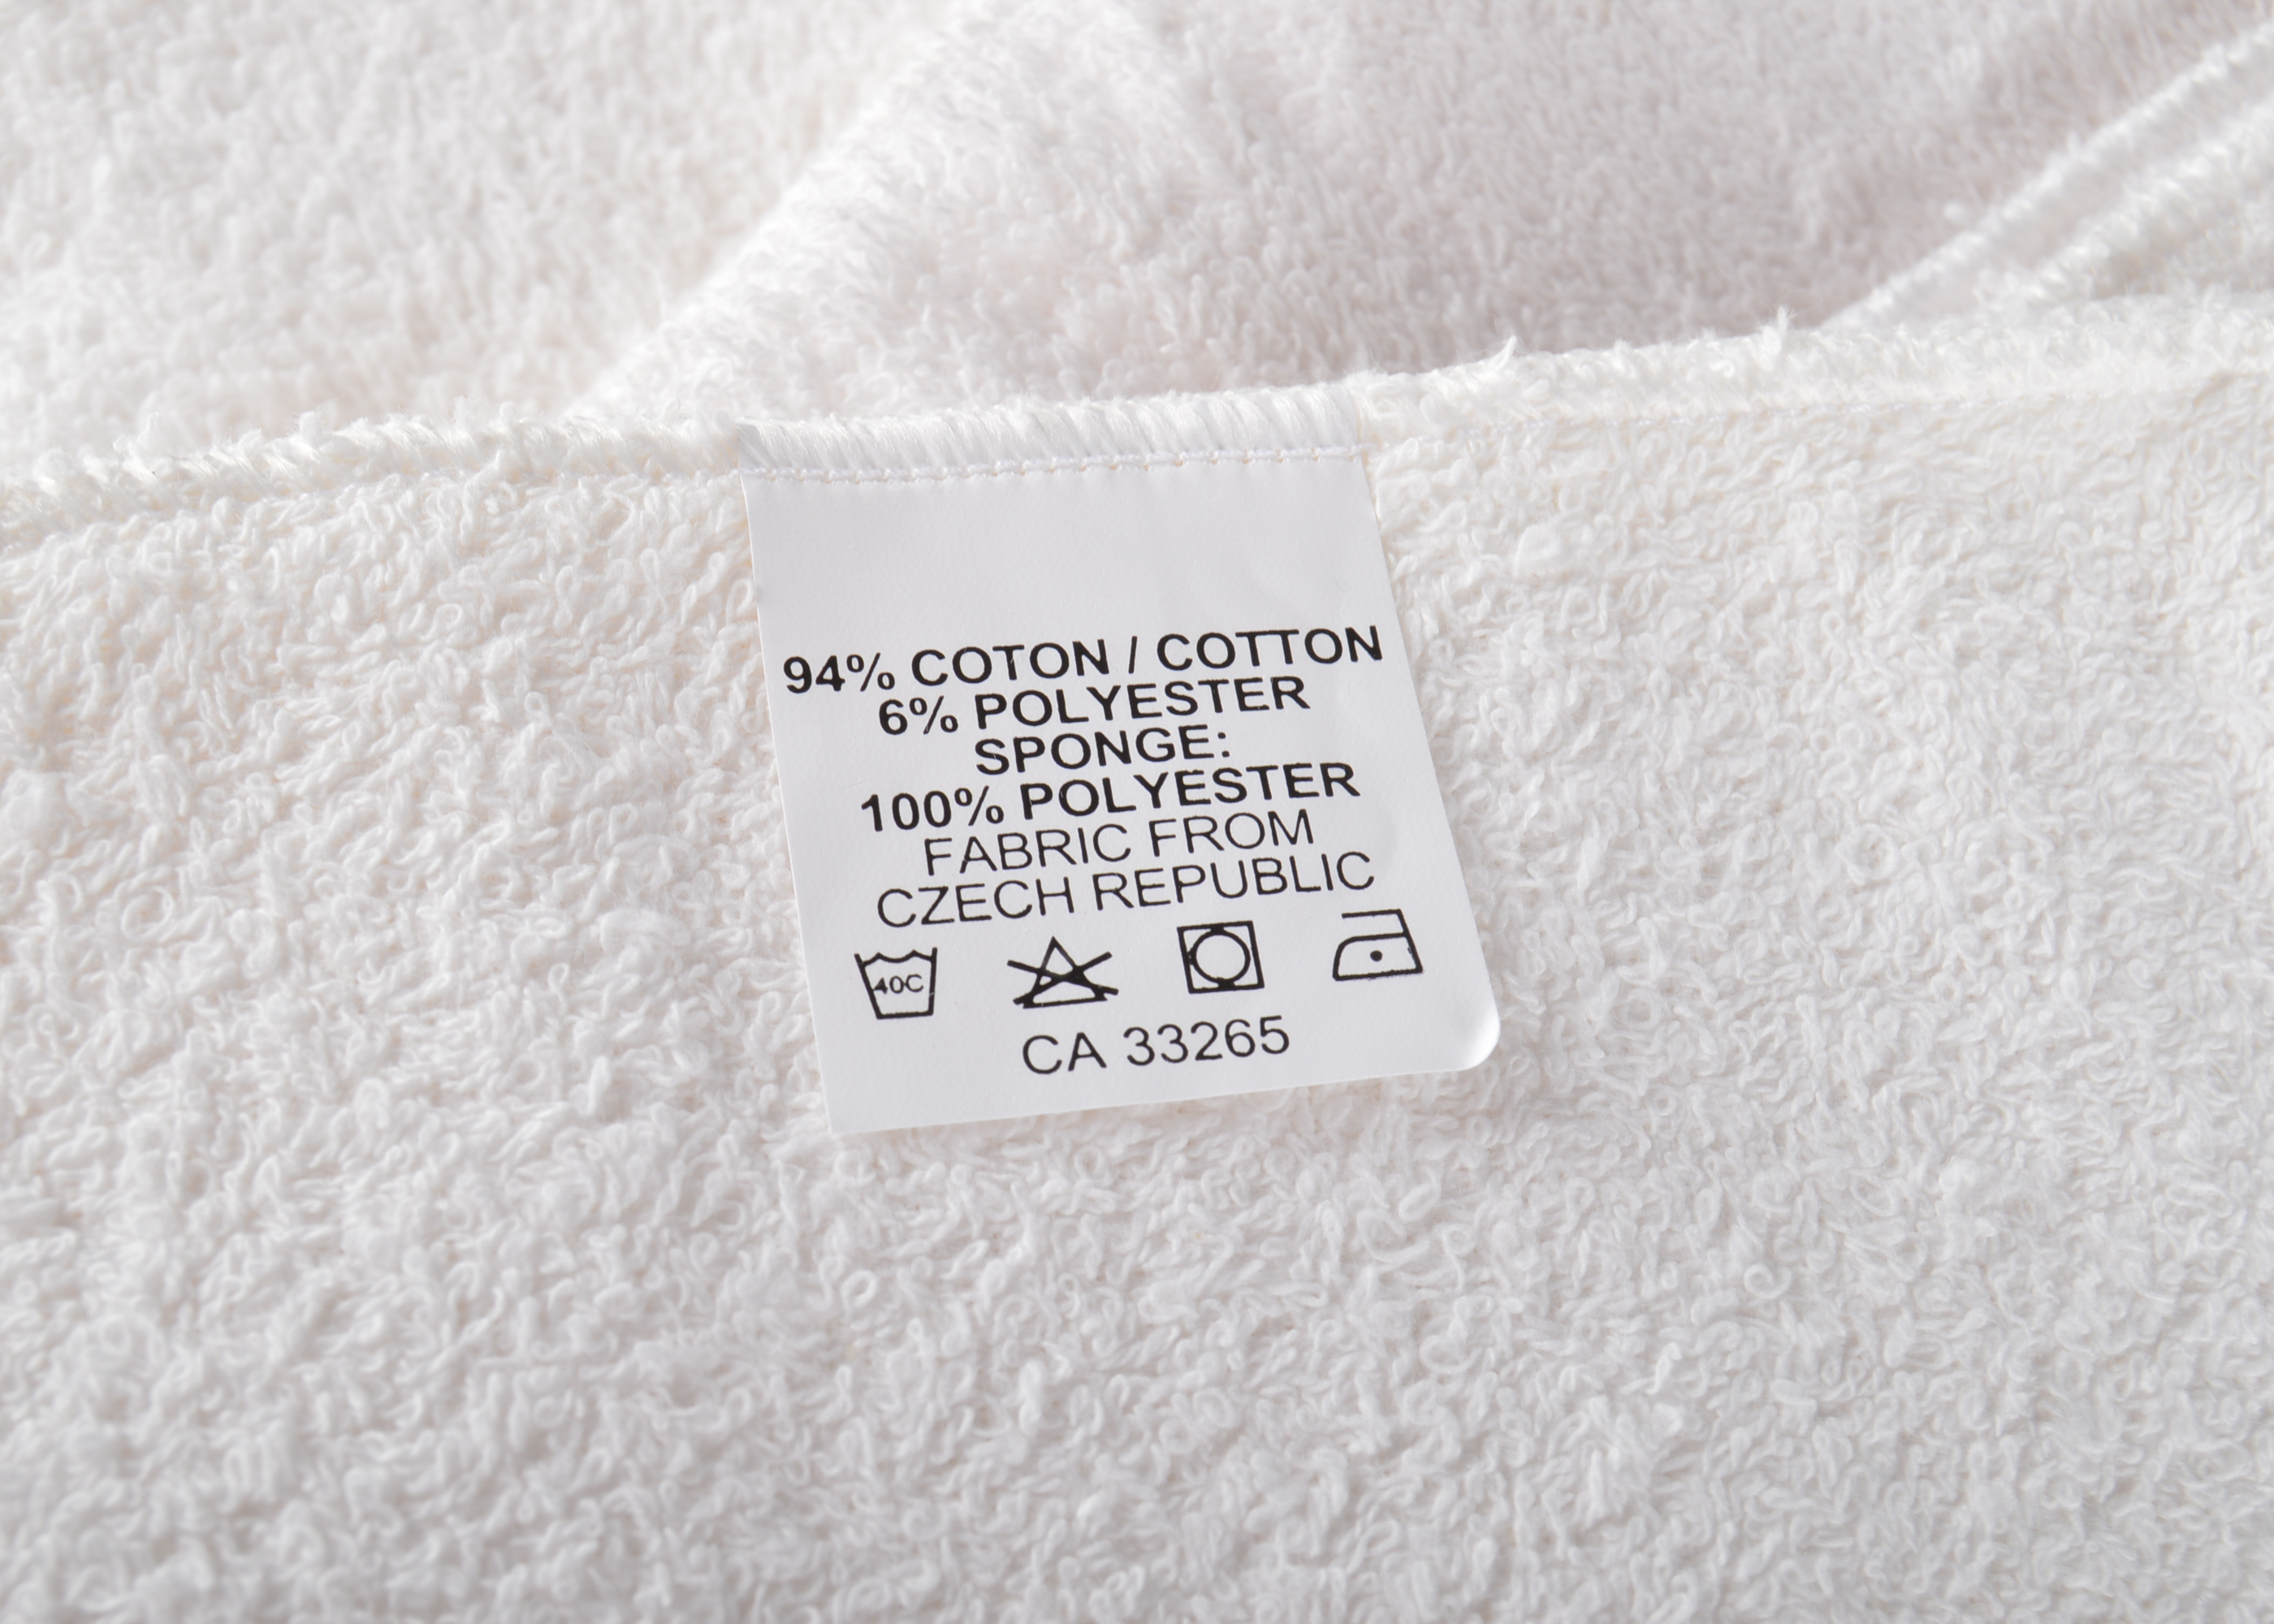 94% COTON / COTTON
6% POLYESTER
SPONGE:
100% POLYESTER
FABRIC FROM
CZECH REPUBLIC
40C
CA 33265